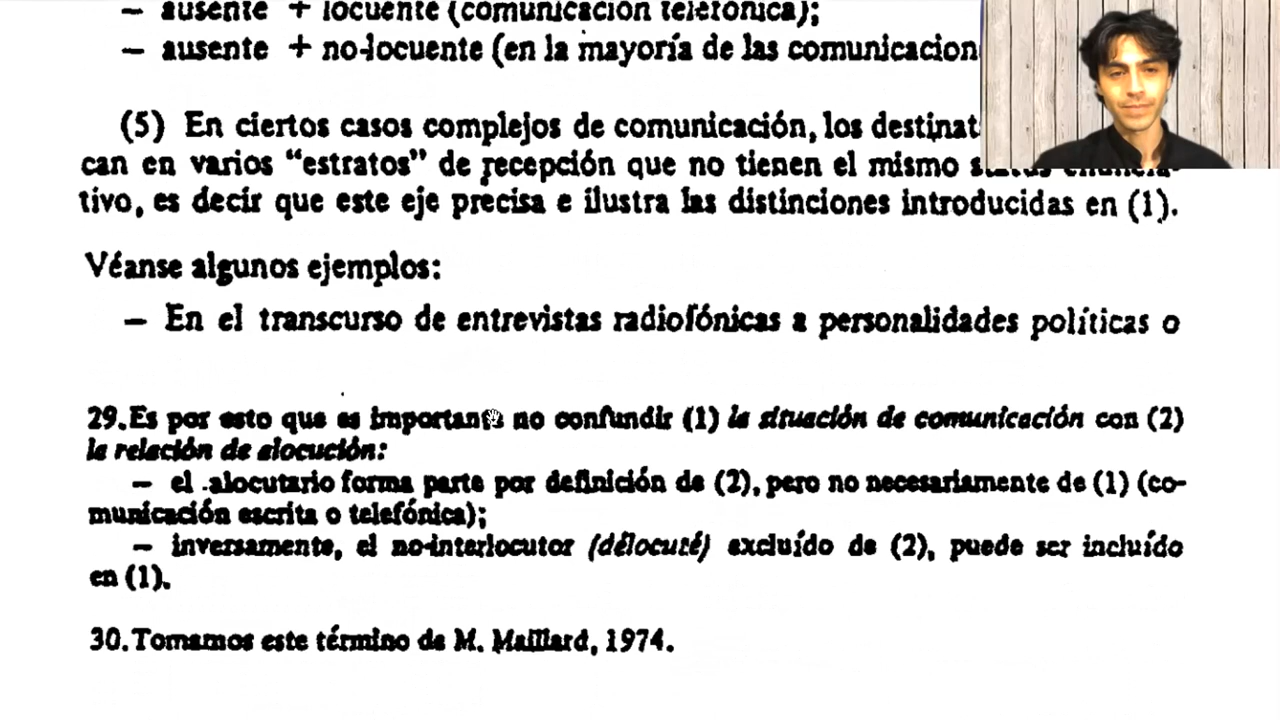 – ausente + locuente (comunicación telefónica);
– ausente + no-locuente (en la mayoría de las comunicacion
(5) En ciertos casos complejos de comunicación, los destinat
can en varios “estratos” de recepción que no tienen el mismo
tivo, es decir que este eje precisa e ilustra las distinciones introducidas en (1).
Véanse algunos ejemplos:
– En el transcurso de entrevistas radiofónicas a personalidades políticas o
29. Es por esto que es importante no confundir (1) la situación de comunicación con (2)
la relación de alocución:
– el alocutario forma parte por definición de (2), pero no necesariamente de (1) (co-
municación escrita o telefónica);
– inversamente, el no-interlocutor (délocuté) excluído de (2), puede ser incluído
en (1).
30. Tomamos este término de M. Maillard, 1974.